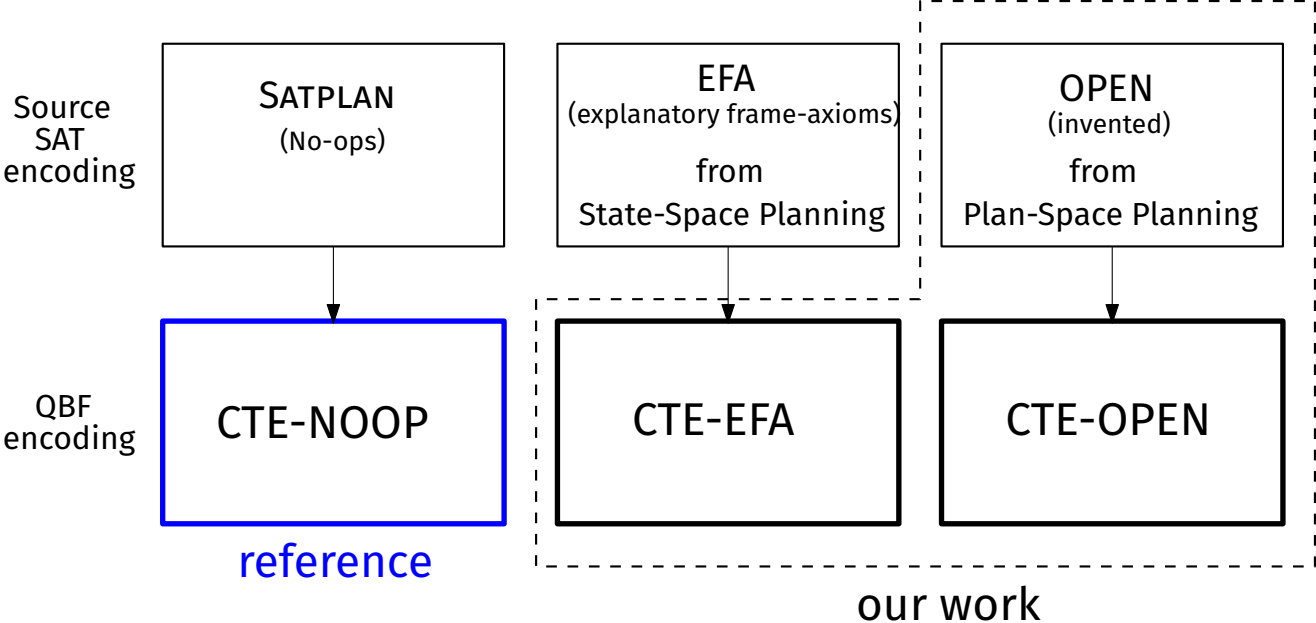 Source
SAT
encoding
SATPLAN
(No-ops)
EFA
(explanatory frame-axioms)
from
State-Space Planning
OPEN
(invented)
from
Plan-Space Planning
QBF
encoding
CTE-NOOP
CTE-EFA
CTE-OPEN
reference
our work